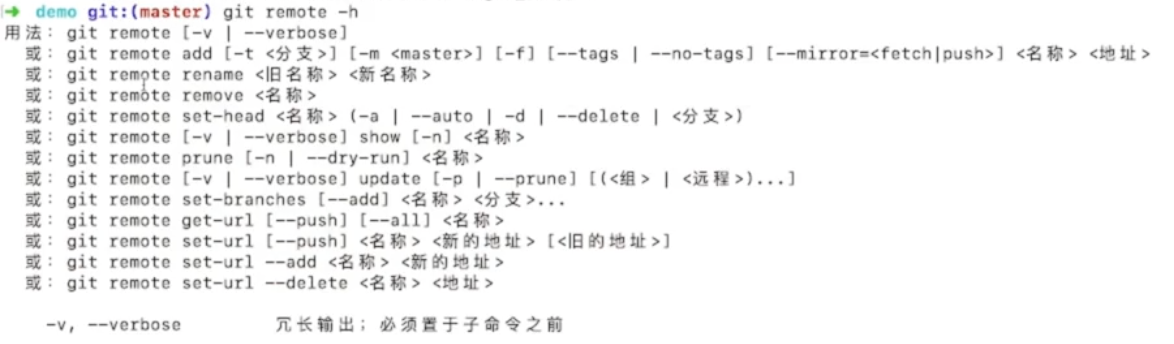 ➜ demo git:(master) git remote -h
用法：git remote [-v | --verbose]
或：git remote add [-t <分支>] [-m <master>] [-f] [--tags | --no-tags] [--mirror=<fetch|push>] <名称> <地址>
或：git remote rename <旧名称> <新名称>
或：git remote remove <名称>
或：git remote set-head <名称> (-a | --auto | -d | --delete | <分支>)
或：git remote [-v | --verbose] show [-n] <名称>
或：git remote prune [-n | --dry-run] <名称>
或：git remote [-v | --verbose] update [-p | --prune] [(<组> | <远程>)...]
或：git remote set-branches [--add] <名称> <分支>...
或：git remote get-url [--push] [--all] <名称>
或：git remote set-url [--push] <名称> <新的地址> [<旧的地址>]
或：git remote set-url --add <名称> <新的地址>
或：git remote set-url --delete <名称> <地址>
-v, --verbose 冗长输出；必须置于子命令之前